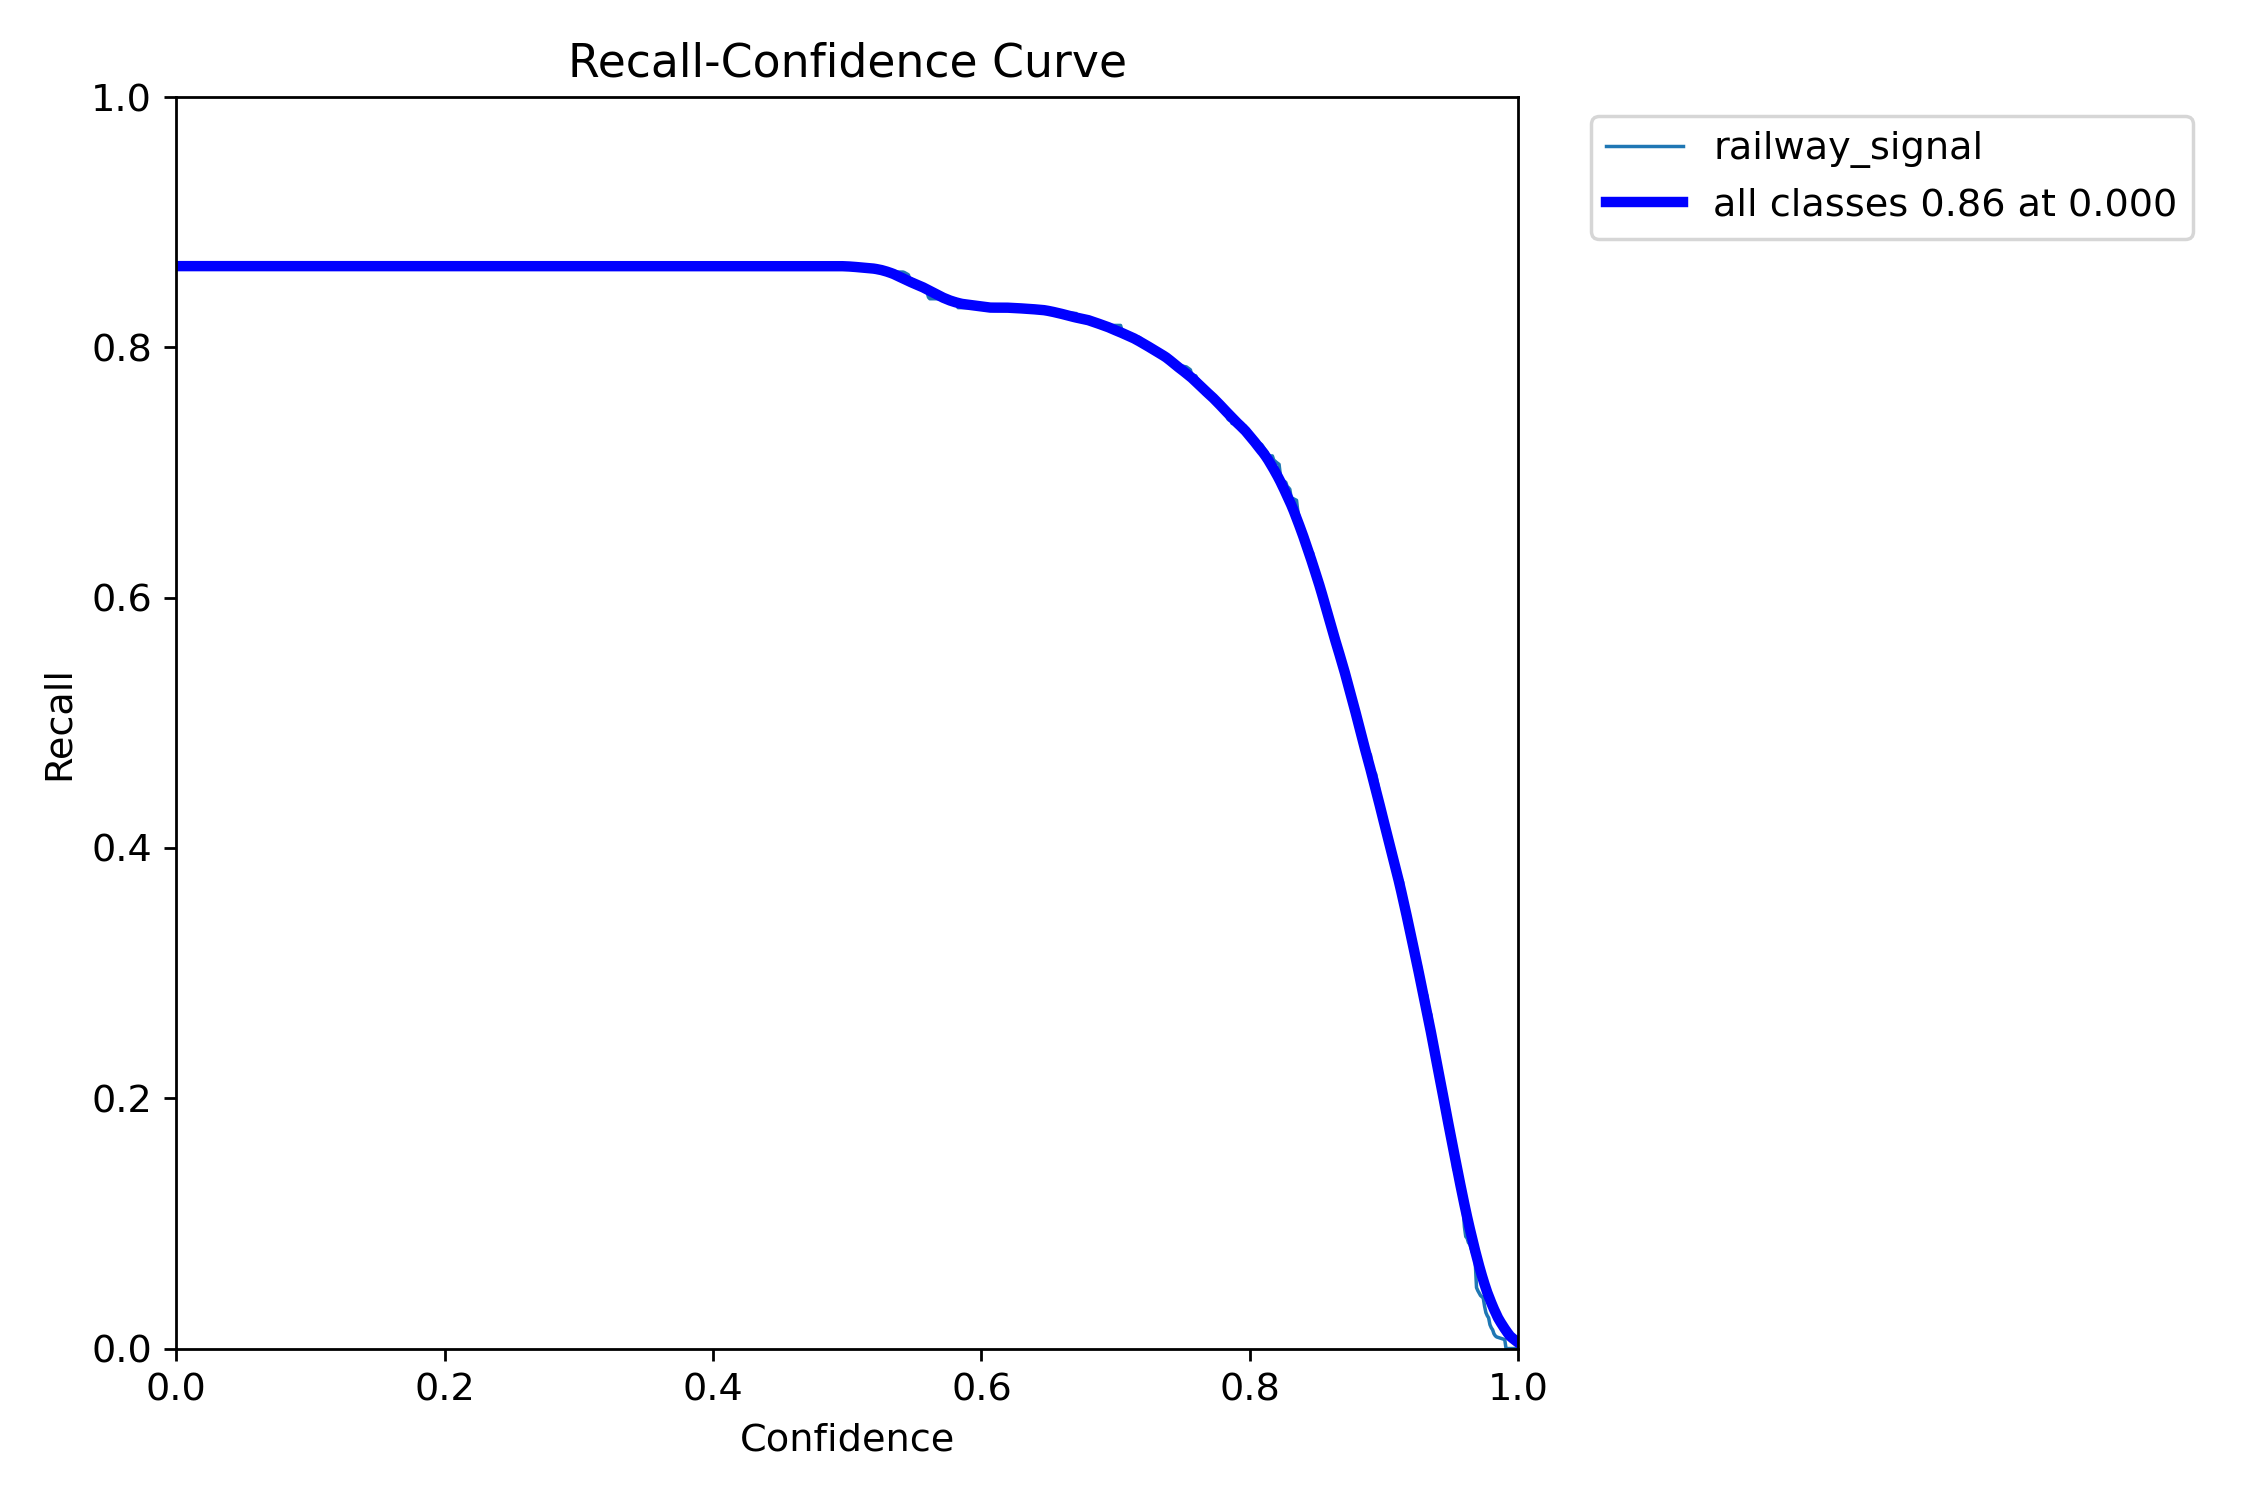 Recall-Confidence Curve
railway_signal
all classes 0.86 at 0.000
1.0
0.8
0.6
0.4
0.2
0.0
Recall
0.0 0.2 0.4 0.6 0.8 1.0
Confidence